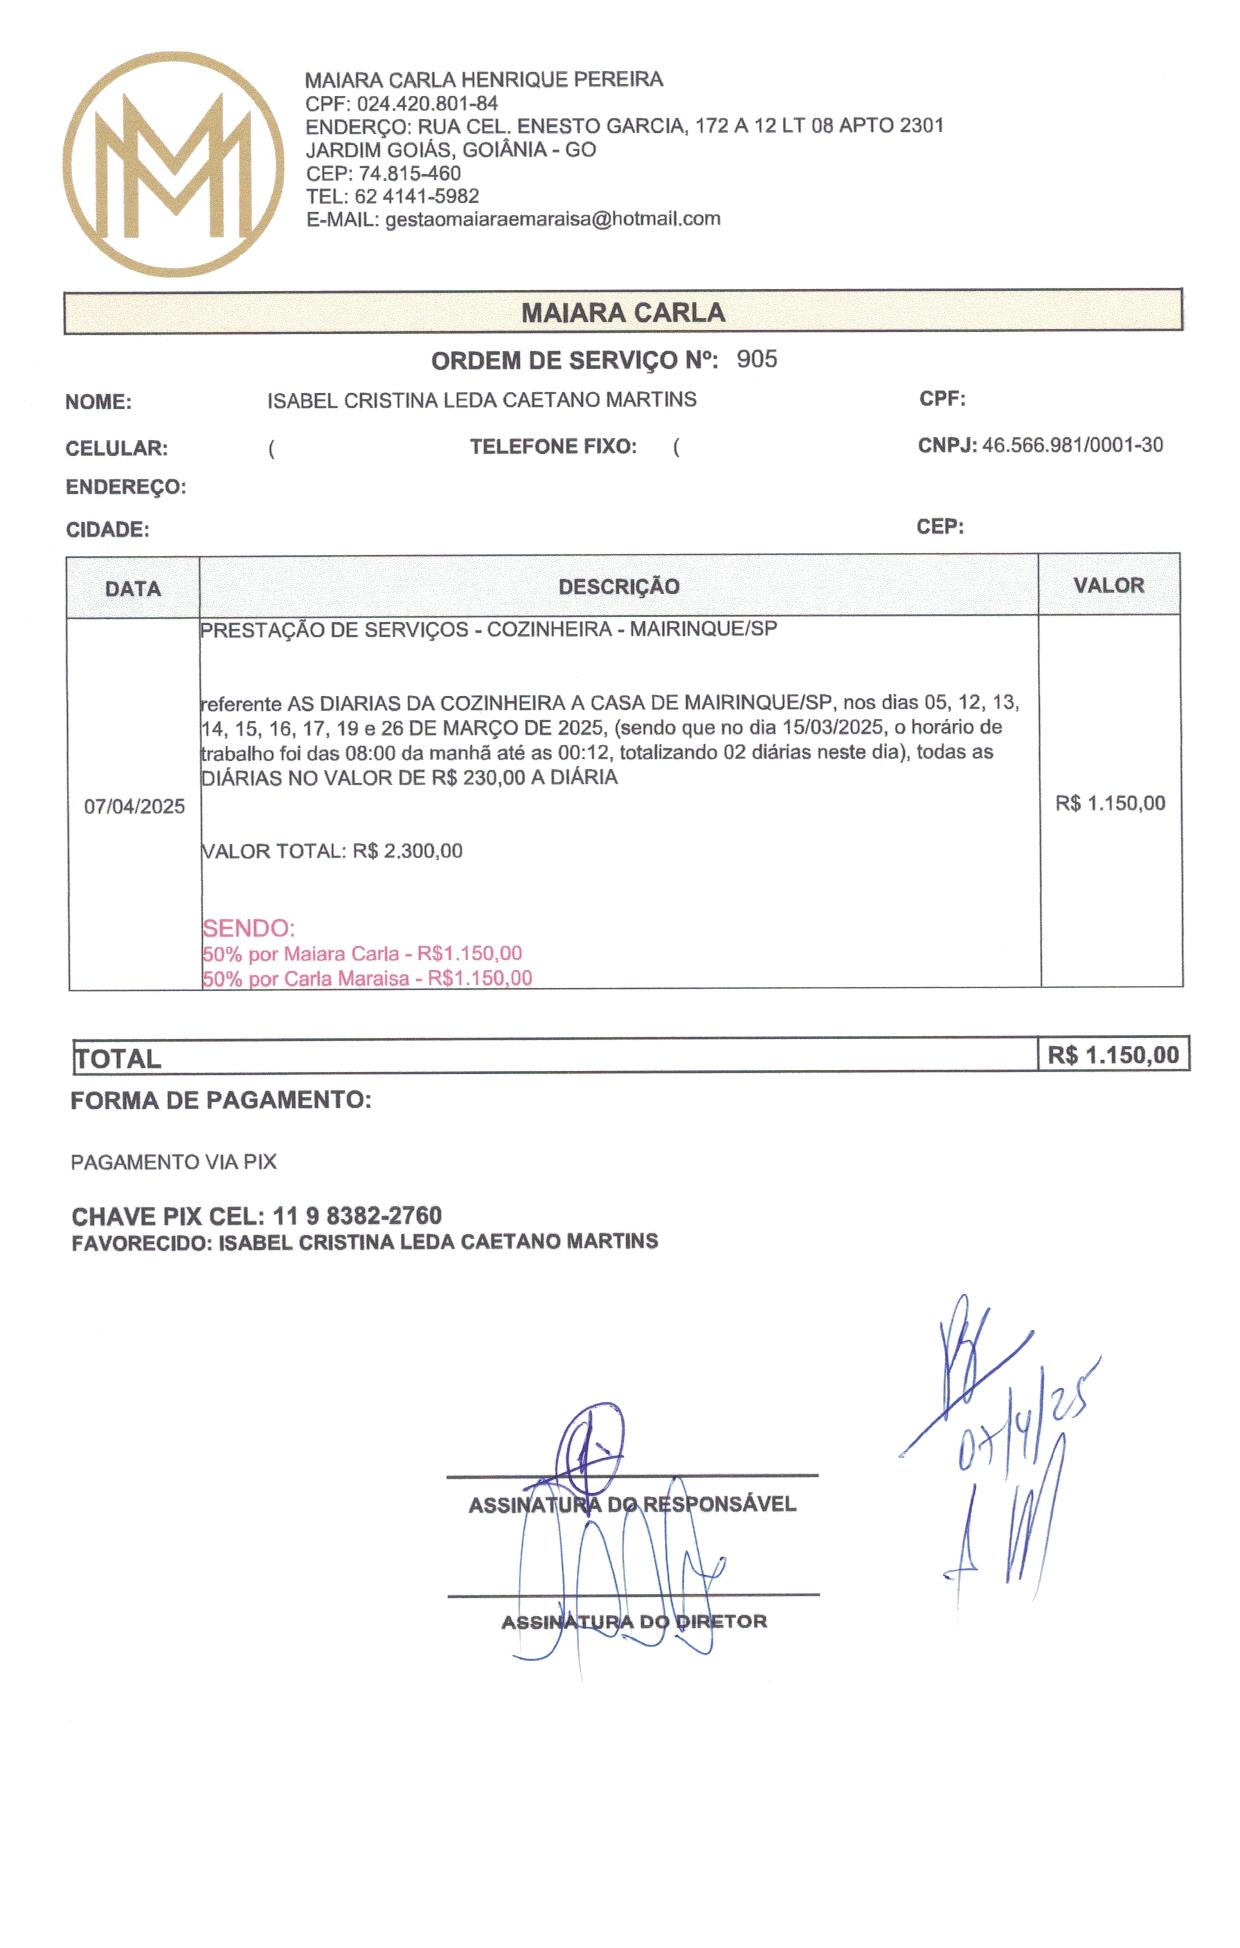 MAIARA CARLA HENRIQUE PEREIRA
CPF: 024.420.801-84
ENDERÇO: RUA CEL. ENESTO GARCIA, 172 A 12 LT 08 APTO 2301
JARDIM GOIÁS, GOIÂNIA - GO
CEP: 74.815-460
TEL: 62 4141-5982
E-MAIL: gestaomaiaraemaraisa@hotmail.com
MAIARA CARLA
ORDEM DE SERVIÇO Nº: 905
NOME: ISABEL CRISTINA LEDA CAETANO MARTINS CPF:
CELULAR: ( TELEFONE FIXO: ( CNPJ: 46.566.981/0001-30
ENDEREÇO:
CIDADE: CEP:
DATA DESCRIÇÃO VALOR
PRESTAÇÃO DE SERVIÇOS - COZINHEIRA - MAIRINQUE/SP
referente AS DIARIAS DA COZINHEIRA A CASA DE MAIRINQUE/SP, nos dias 05, 12, 13,
14, 15, 16, 17, 19 e 26 DE MARÇO DE 2025, (sendo que no dia 15/03/2025, o horário de
trabalho foi das 08:00 da manhã até as 00:12, totalizando 02 diárias neste dia), todas as
DIÁRIAS NO VALOR DE R$ 230,00 A DIÁRIA
07/04/2025 R$ 1.150,00
VALOR TOTAL: R$ 2.300,00
SENDO:
50% por Maiara Carla - R$1.150,00
50% por Carla Maraisa - R$1.150,00
TOTAL R$ 1.150,00
FORMA DE PAGAMENTO:
PAGAMENTO VIA PIX
CHAVE PIX CEL: 11 9 8382-2760
FAVORECIDO: ISABEL CRISTINA LEDA CAETANO MARTINS
07/4/25
ASSINATURA DO RESPONSÁVEL
ASSINATURA DO DIRETOR